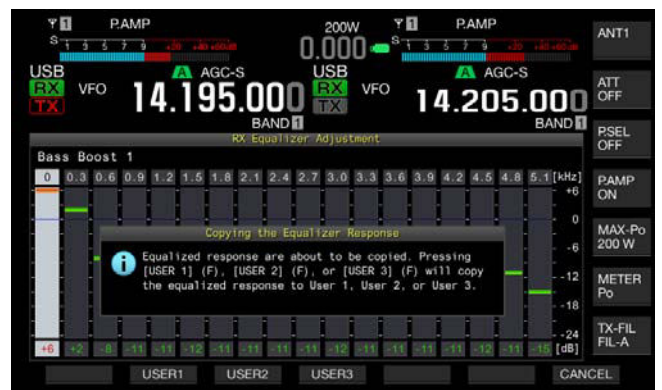 1 P.AMP 200W 1 P.AMP ANT1
S 1 3 5 7 9 +20 +40 +60dB 0.000 S 1 3 5 7 9 +20 +40 +60dB
USB A AGC-S USB A AGC-S ATT
RX VFO 14.195.000 RX VFO 14.205.000 OFF
TX TX
BAND 1 BAND 1
RX Equalizer Adjustment P.SEL
OFF
Bass Boost 1
0 0.3 0.6 0.9 1.2 1.5 1.8 2.1 2.4 2.7 3.0 3.3 3.6 3.9 4.2 4.5 4.8 5.1 [kHz] P.AMP
+6 ON
0
Copying the Equalizer Response MAX-Po
-6 200 W
Equalized response are about to be copied. Pressing
[USER 1] (F), [USER 2] (F), or [USER 3] (F) will copy
the equalized response to User 1, User 2, or User 3.
-12 METER
Po
-18
-24 TX-FIL
+6 +2 -8 -11 -11 -12 -11 -11 -11 -11 -12 -11 -11 -11 -12 -11 -15 [dB] FIL-A
USER1 USER2 USER3 CANCEL